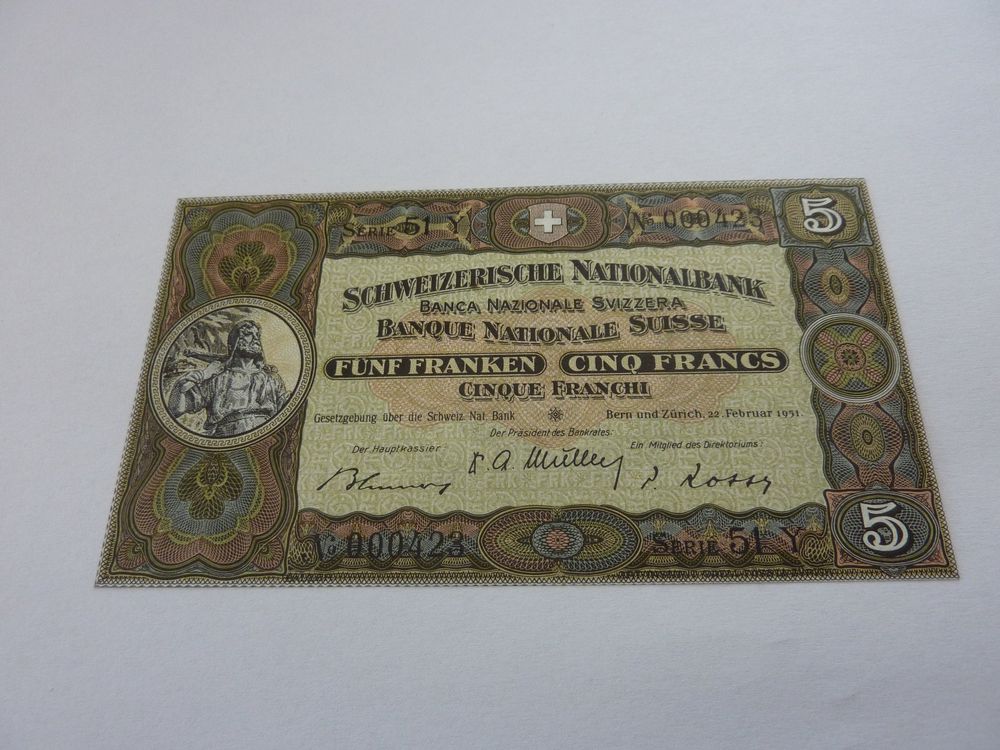 SERIE 51 Y
No 000423
5
SCHWEIZERISCHE NATIONALBANK
BANCA NAZIONALE SVIZZERA
BANQUE NATIONALE SUISSE
FÜNF FRANKEN CINQ FRANCS
CINQUE FRANCHI
Gesetzgebung über die Schweiz. Nat. Bank
Bern und Zürich, 22. Februar 1951.
Der Präsident des Bankrates:
Der Hauptkassier:
Ein Mitglied des Direktoriums:
P. Rossy
No 000423
SERIE 51 Y
5